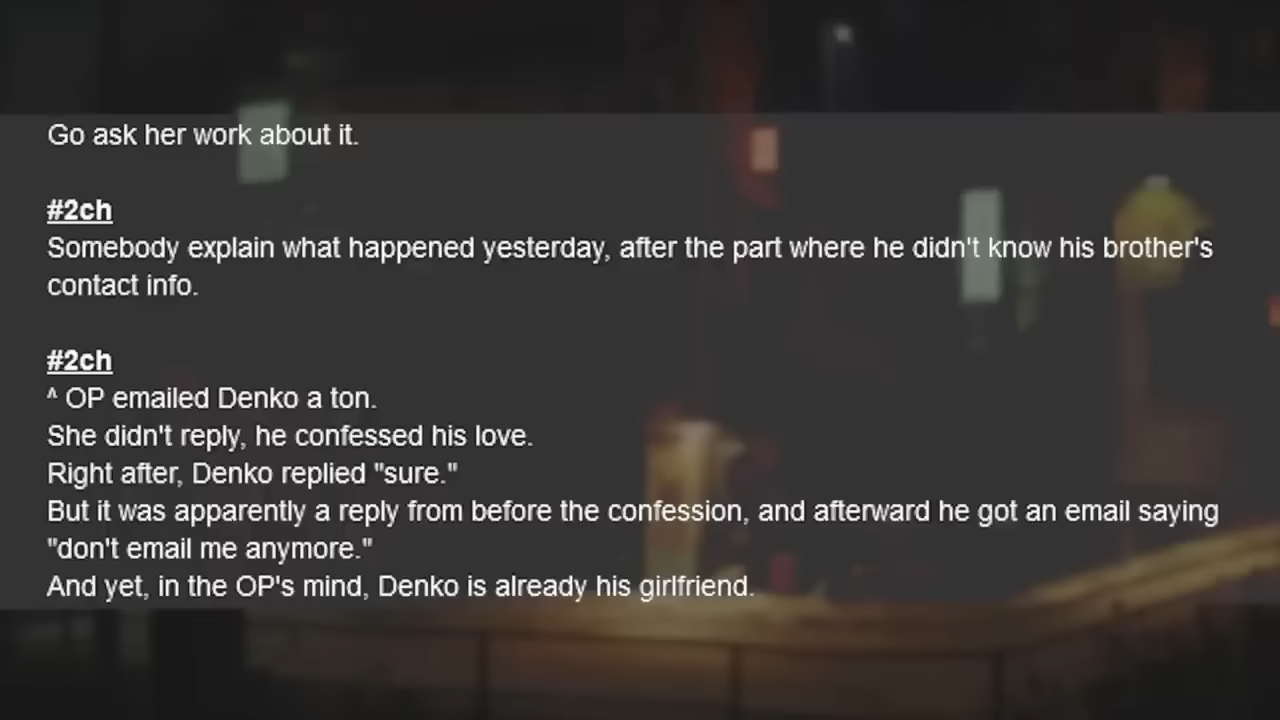 Go ask her work about it.
#2ch
Somebody explain what happened yesterday, after the part where he didn't know his brother's
contact info.
#2ch
^ OP emailed Denko a ton.
She didn't reply, he confessed his love.
Right after, Denko replied "sure."
But it was apparently a reply from before the confession, and afterward he got an email saying
"don't email me anymore."
And yet, in the OP's mind, Denko is already his girlfriend.